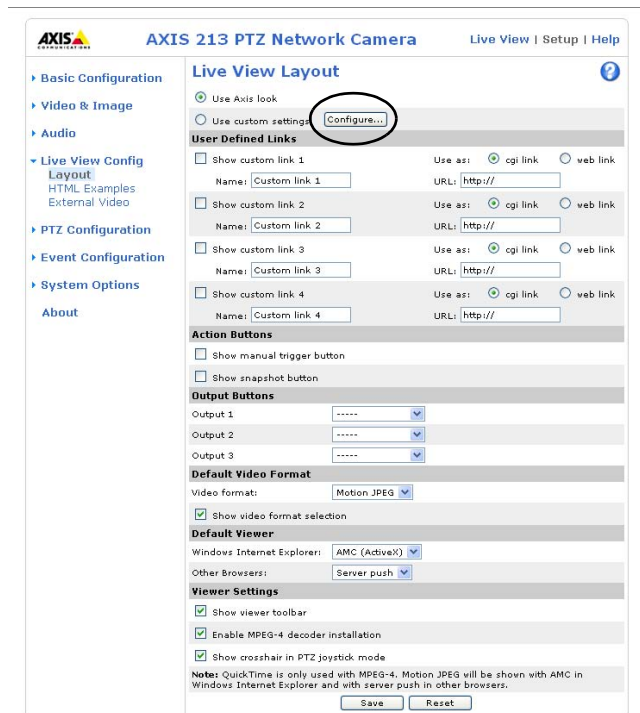 AXIS COMMUNICATIONS
AXIS 213 PTZ Network Camera
Live View | Setup | Help
Basic Configuration
Video & Image
Audio
Live View Config
Layout
HTML Examples
External Video
PTZ Configuration
Event Configuration
System Options
About
Live View Layout
?
Use Axis look
Use custom settings Configure...
User Defined Links
Show custom link 1 Use as: cgi link web link
Name: Custom link 1 URL: http://
Show custom link 2 Use as: cgi link web link
Name: Custom link 2 URL: http://
Show custom link 3 Use as: cgi link web link
Name: Custom link 3 URL: http://
Show custom link 4 Use as: cgi link web link
Name: Custom link 4 URL: http://
Action Buttons
Show manual trigger button
Show snapshot button
Output Buttons
Output 1 -----
Output 2 -----
Output 3 -----
Default Video Format
Video format: Motion JPEG
Show video format selection
Default Viewer
Windows Internet Explorer: AMC (ActiveX)
Other Browsers: Server push
Viewer Settings
Show viewer toolbar
Enable MPEG-4 decoder installation
Show crosshair in PTZ joystick mode
Note: QuickTime is only used with MPEG-4. Motion JPEG will be shown with AMC in
Windows Internet Explorer and with server push in other browsers.
Save Reset